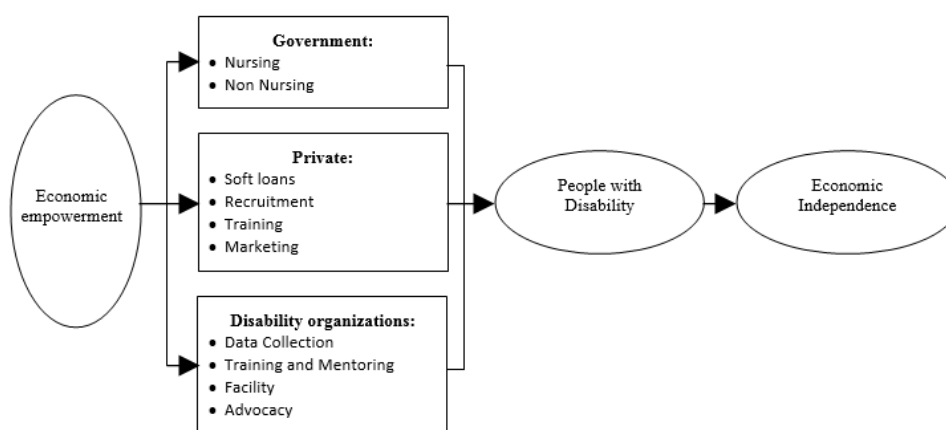 Economic
empowerment
Government:
• Nursing
• Non Nursing
Private:
• Soft loans
• Recruitment
• Training
• Marketing
Disability organizations:
• Data Collection
• Training and Mentoring
• Facility
• Advocacy
People with
Disability
Economic
Independence